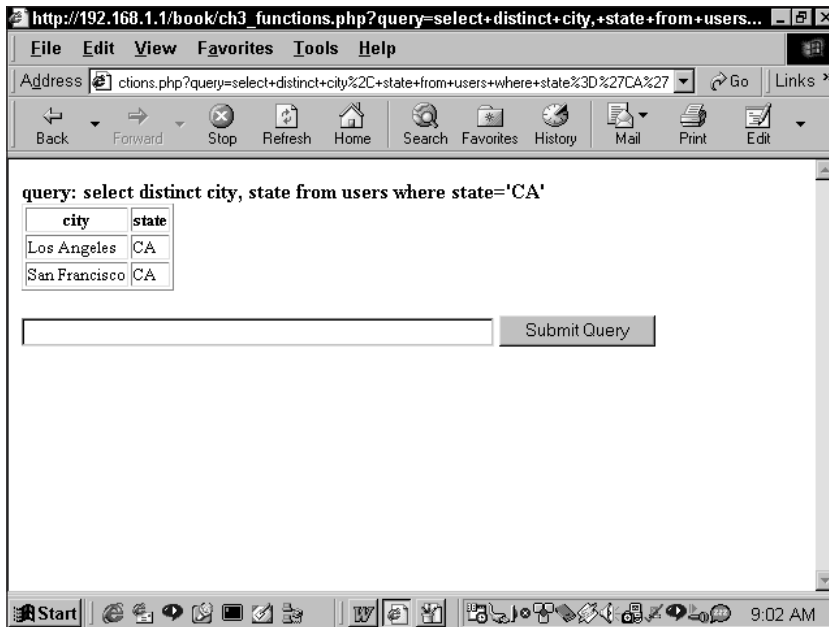 http://192.168.1.1/book/ch3_functions.php?query=select+distinct+city,+state+from+users...
File Edit View Favorites Tools Help
Address ctions.php?query=select+distinct+city%2C+state+from+users+where+state%3D%27CA%27 Go Links
Back Forward Stop Refresh Home Search Favorites History Mail Print Edit
query: select distinct city, state from users where state='CA'
city state
Los Angeles CA
San Francisco CA
Submit Query
Start 9:02 AM